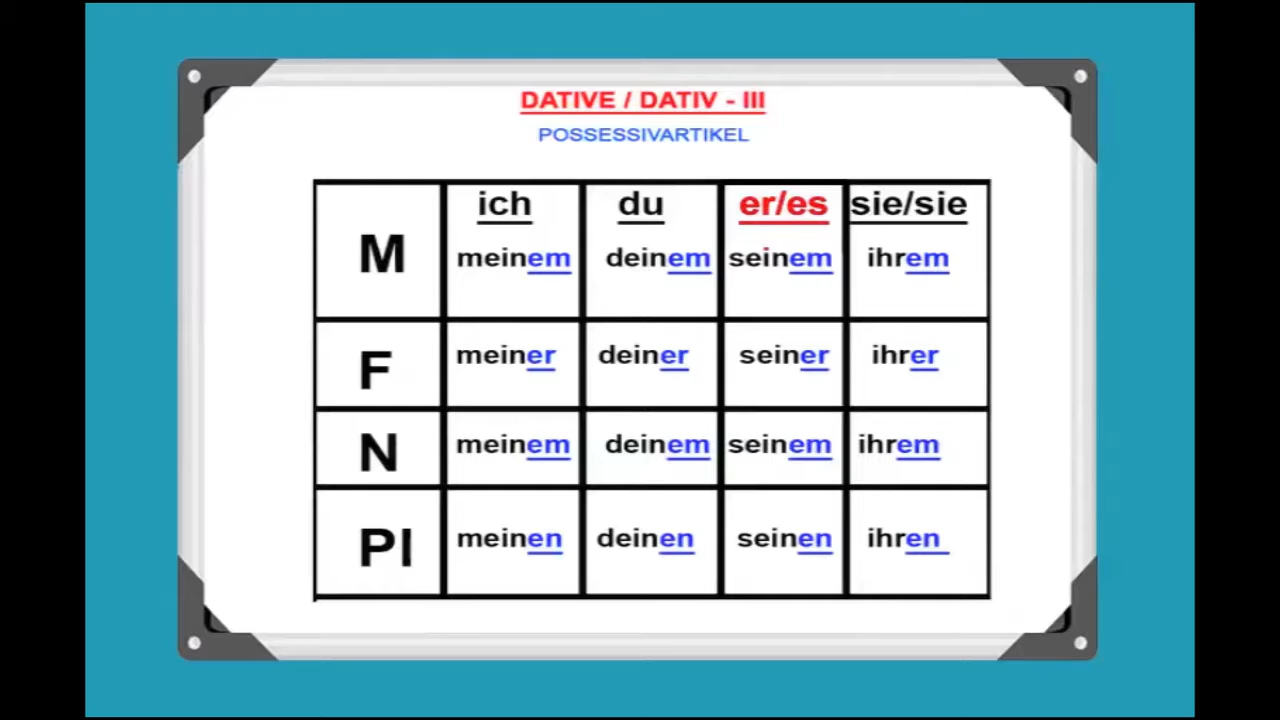 DATIVE / DATIV - III
POSSESSIVARTIKEL
ich du er/es sie/sie
M meinem deinem seinem ihrem
F meiner deiner seiner ihrer
N meinem deinem seinem ihrem
Pl meinen deinen seinen ihren